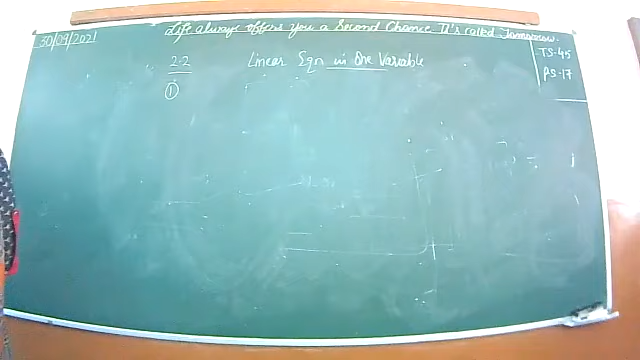 30/09/2021
Life always offers you a Second Chance. It's called Tomorrow.
TS-45
PS-17
2.2 Linear Eqn in One Variable
①